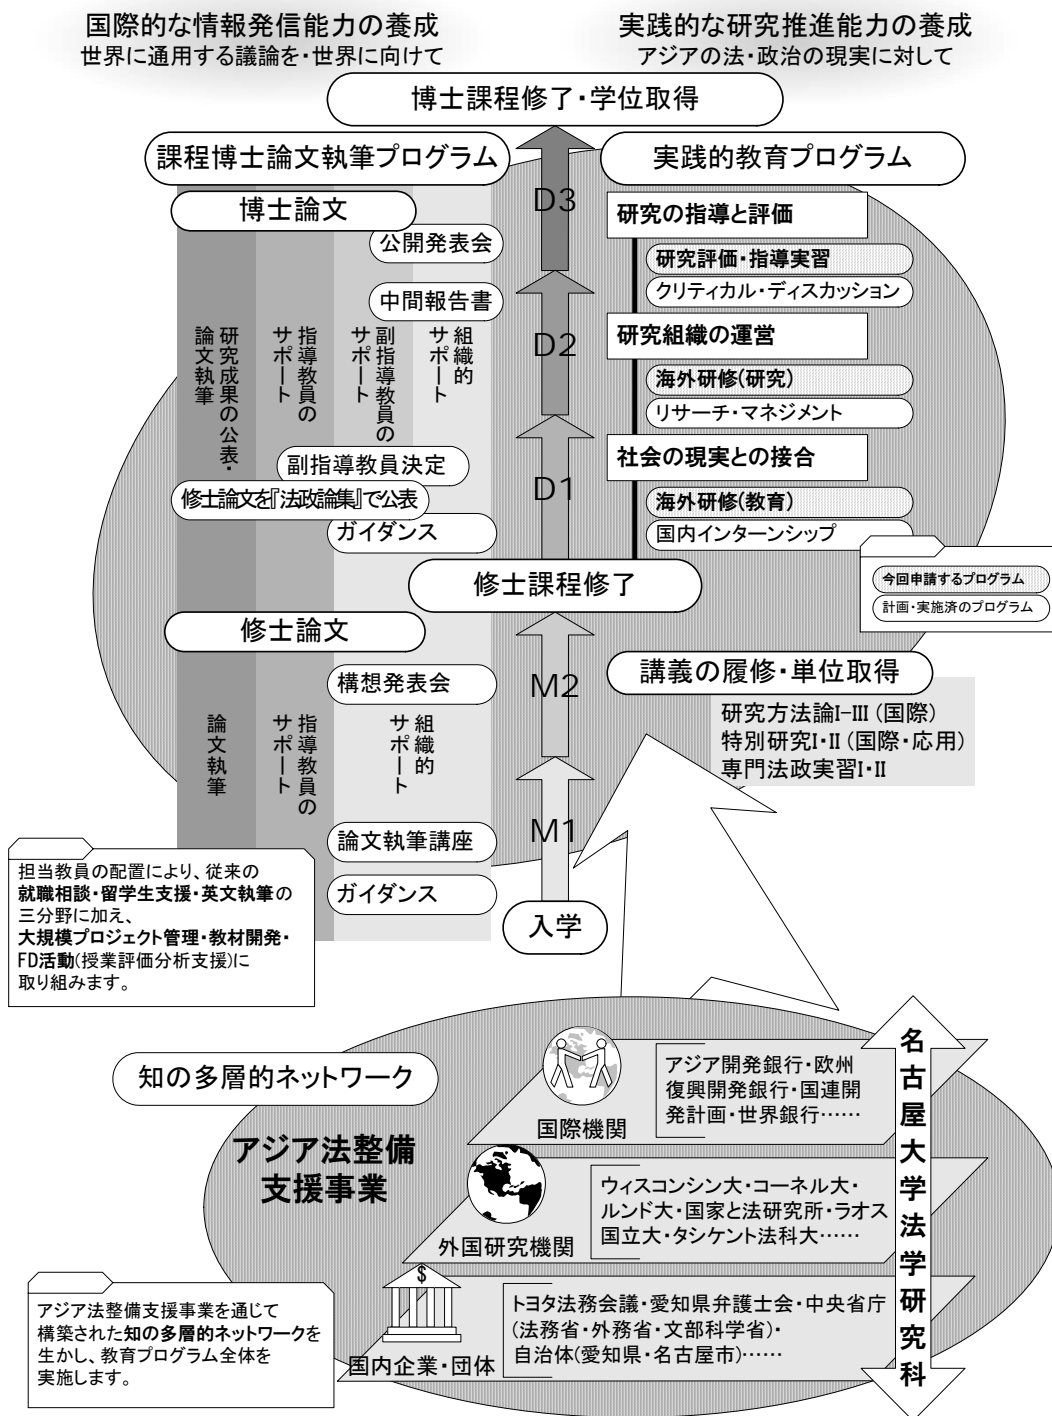 国際的な情報発信能力の養成
世界に通用する議論を・世界に向けて
実践的な研究推進能力の養成
アジアの法・政治の現実に対して
博士課程修了・学位取得
課程博士論文執筆プログラム
実践的教育プログラム
博士論文
公開発表会
中間報告書
研究成果の公表・
論文執筆
指導教員の
サポート
副指導教員の
サポート
組織的
サポート
副指導教員決定
修士論文を『法政論集』で公表
ガイダンス
D3
D2
D1
研究の指導と評価
研究評価・指導実習
クリティカル・ディスカッション
研究組織の運営
海外研修(研究)
リサーチ・マネジメント
社会の現実との接合
海外研修(教育)
国内インターンシップ
今回申請するプログラム
計画・実施済のプログラム
修士課程修了
修士論文
構想発表会
論文執筆
指導教員の
サポート
組織的
サポート
論文執筆講座
ガイダンス
M2
M1
入学
講義の履修・単位取得
研究方法論I-III (国際)
特別研究I・II (国際・応用)
専門法政実習I・II
担当教員の配置により、従来の
就職相談・留学生支援・英文執筆の
三分野に加え、
大規模プロジェクト管理・教材開発・
FD活動(授業評価分析支援)に
取り組みます。
知の多層的ネットワーク
アジア法整備
支援事業
国際機関
アジア開発銀行・欧州
復興開発銀行・国連開
発計画・世界銀行……
外国研究機関
ウィスコンシン大・コーネル大・
ルンド大・国家と法研究所・ラオス
国立大・タシケント法科大……
$
国内企業・団体
トヨタ法務会議・愛知県弁護士会・中央省庁
(法務省・外務省・文部科学省)・
自治体(愛知県・名古屋市)……
名古屋大学法学研究科
アジア法整備支援事業を通じて
構築された知の多層的ネットワークを
生かし、教育プログラム全体を
実施します。